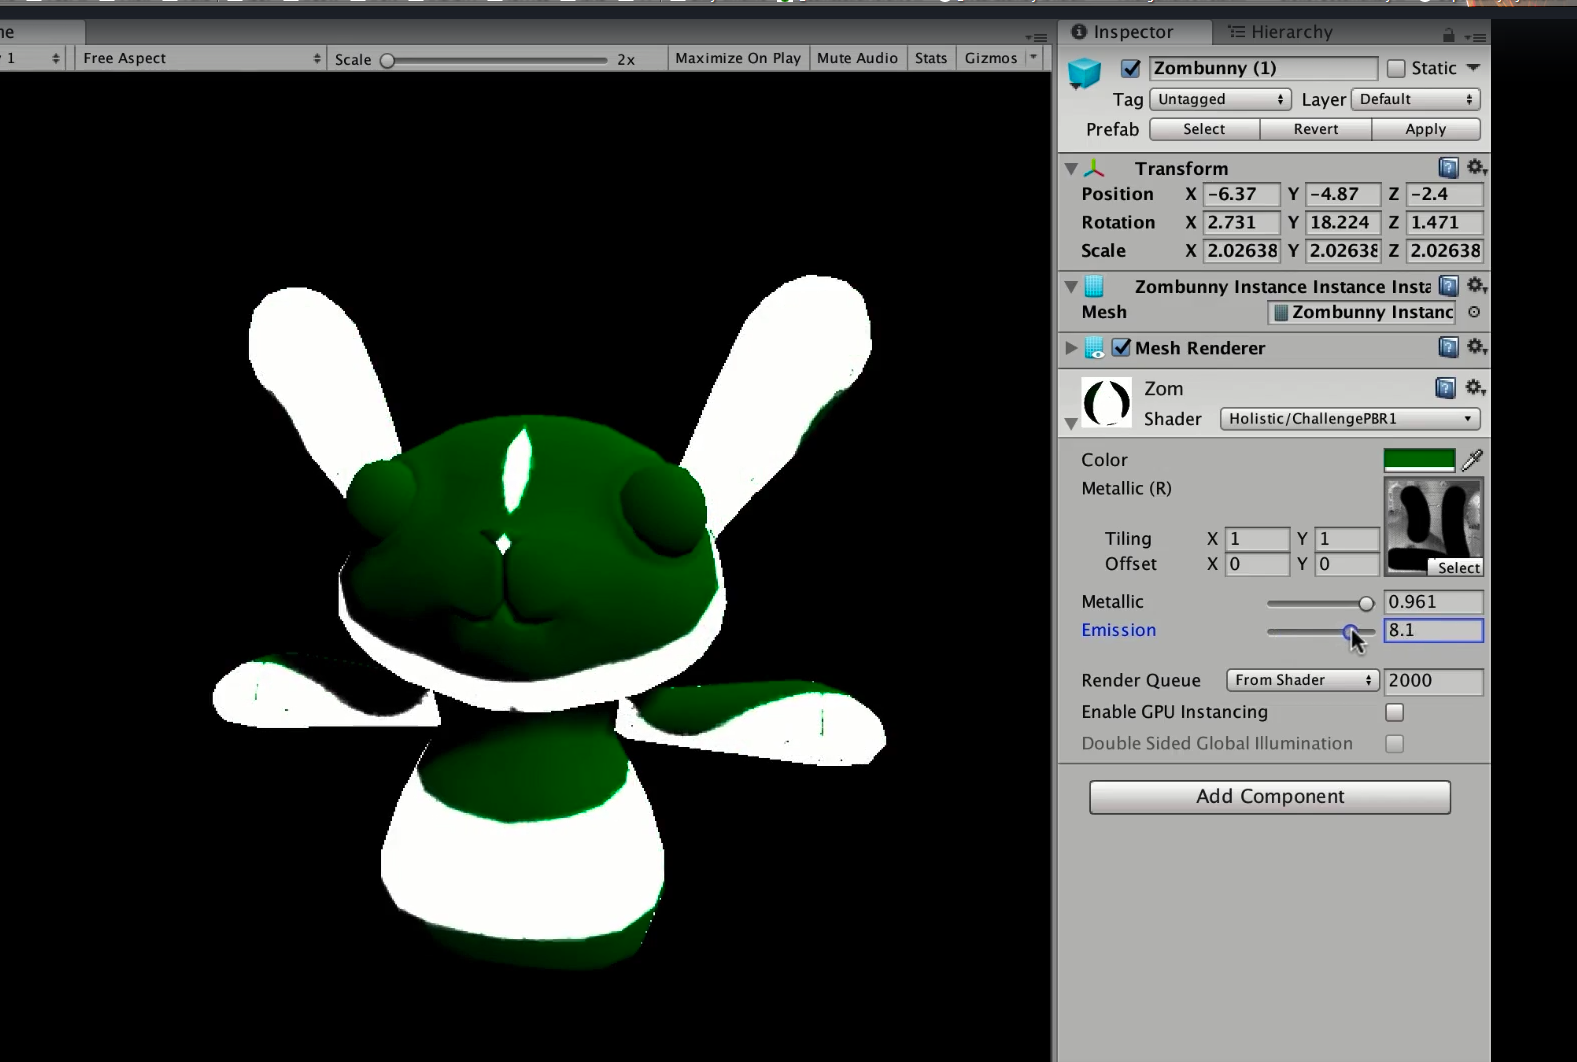 ne
Inspector
Hierarchy
1
Free Aspect
Scale
2x
Maximize On Play
Mute Audio
Stats
Gizmos
Zombunny (1)
Static
Tag
Untagged
Layer
Default
Prefab
Select
Revert
Apply
Transform
Position X -6.37 Y -4.87 Z -2.4
Rotation X 2.731 Y 18.224 Z 1.471
Scale X 2.02638 Y 2.02638 Z 2.02638
Zombunny Instance Instance Insta
Mesh
Zombunny Instanc
Mesh Renderer
Zom
Shader
Holistic/ChallengePBR1
Color
Metallic (R)
Tiling X 1 Y 1
Offset X 0 Y 0
Select
Metallic 0.961
Emission 8.1
Render Queue From Shader 2000
Enable GPU Instancing
Double Sided Global Illumination
Add Component